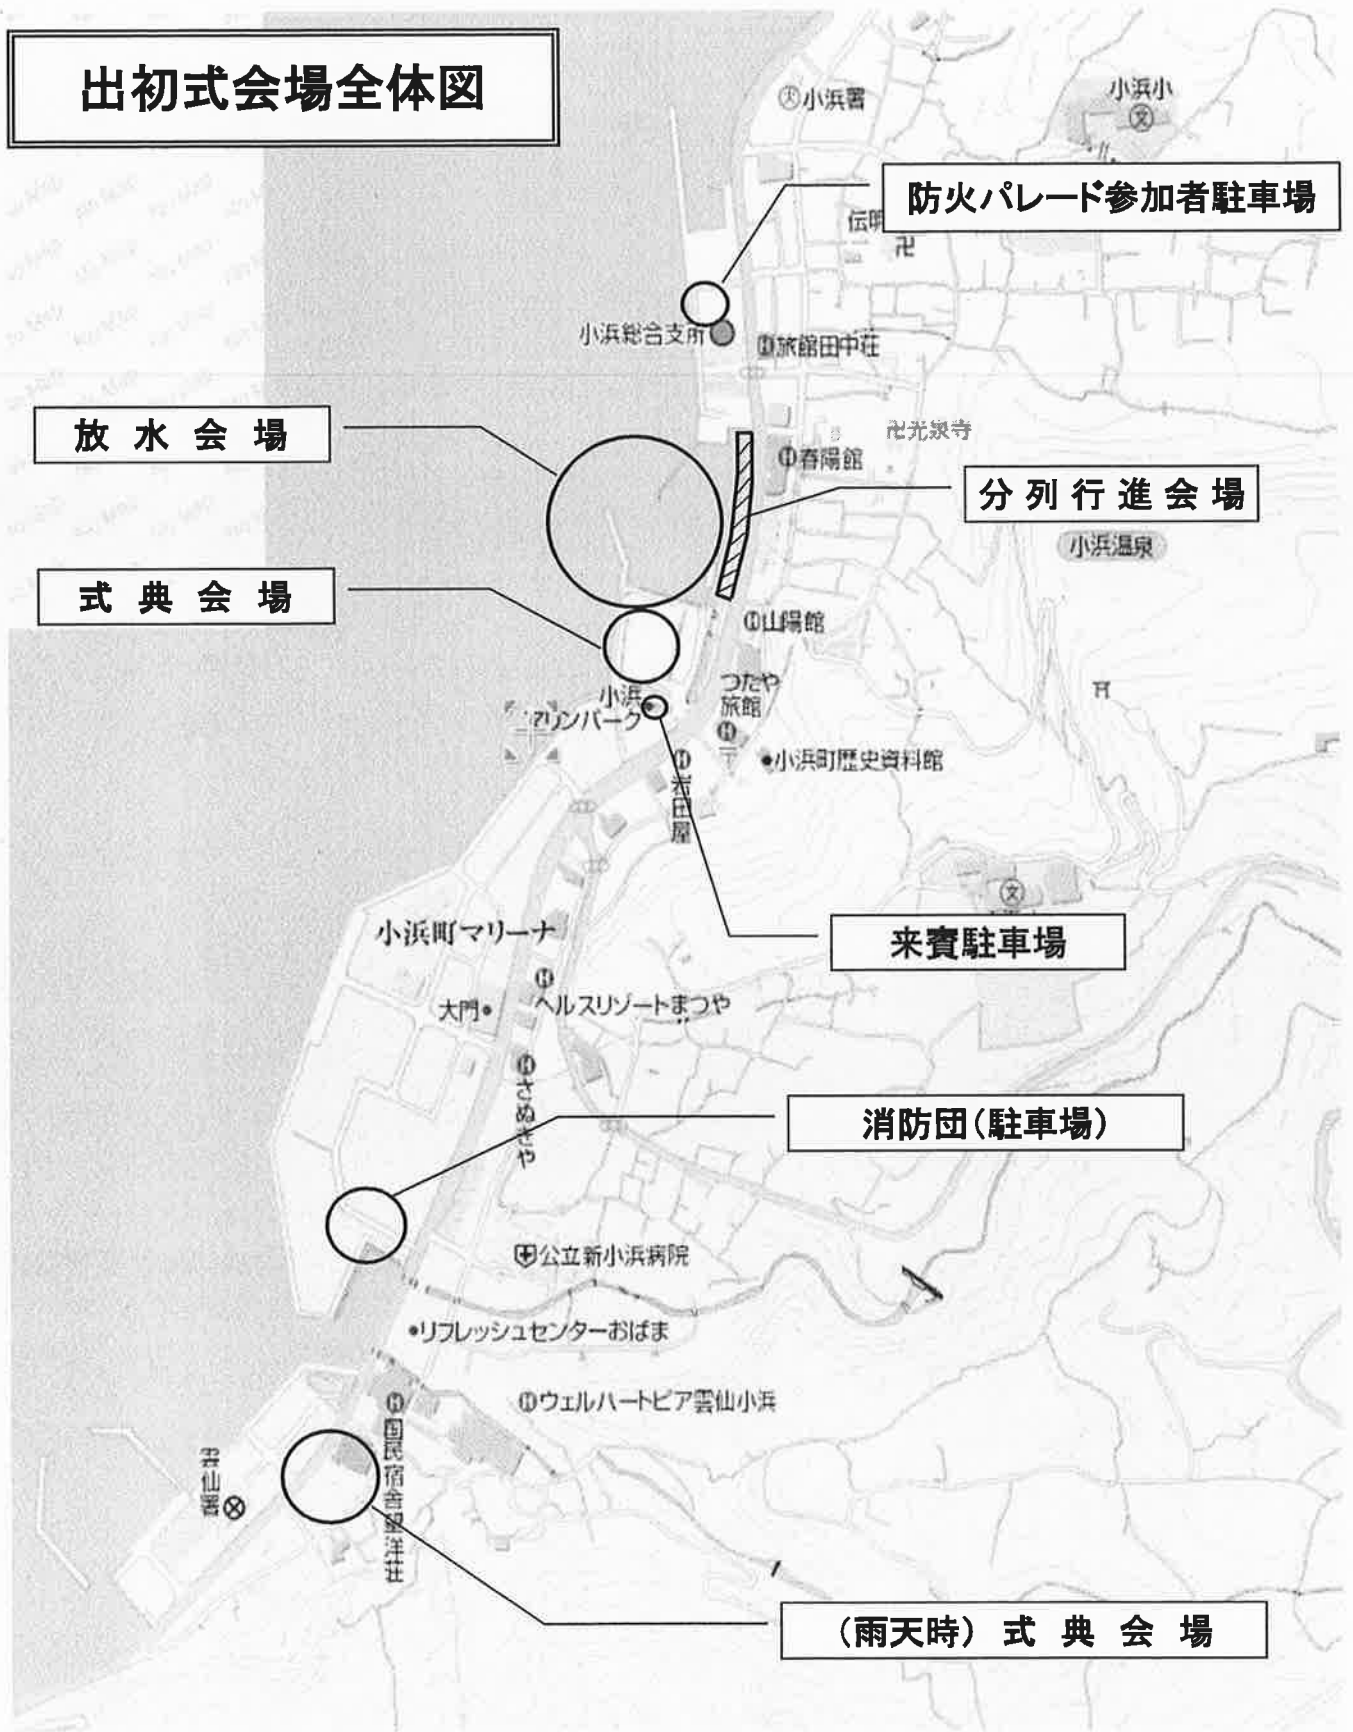 出初式会場全体図
小浜署
小浜小
防火パレード参加者駐車場
伝明
小浜総合支所
旅館田中荘
放水会場
光泉寺
春陽館
分列行進会場
小浜温泉
式典会場
山陽館
小浜
マリンパーク
つたや
旅館
小浜町歴史資料館
岩田屋
小浜町マリーナ
来賓駐車場
大門
ヘルスリゾートまつや
さぬきや
消防団(駐車場)
公立新小浜病院
リフレッシュセンターおばま
ウェルハートピア雲仙小浜
国民宿舎望洋荘
雲仙署
(雨天時)式典会場